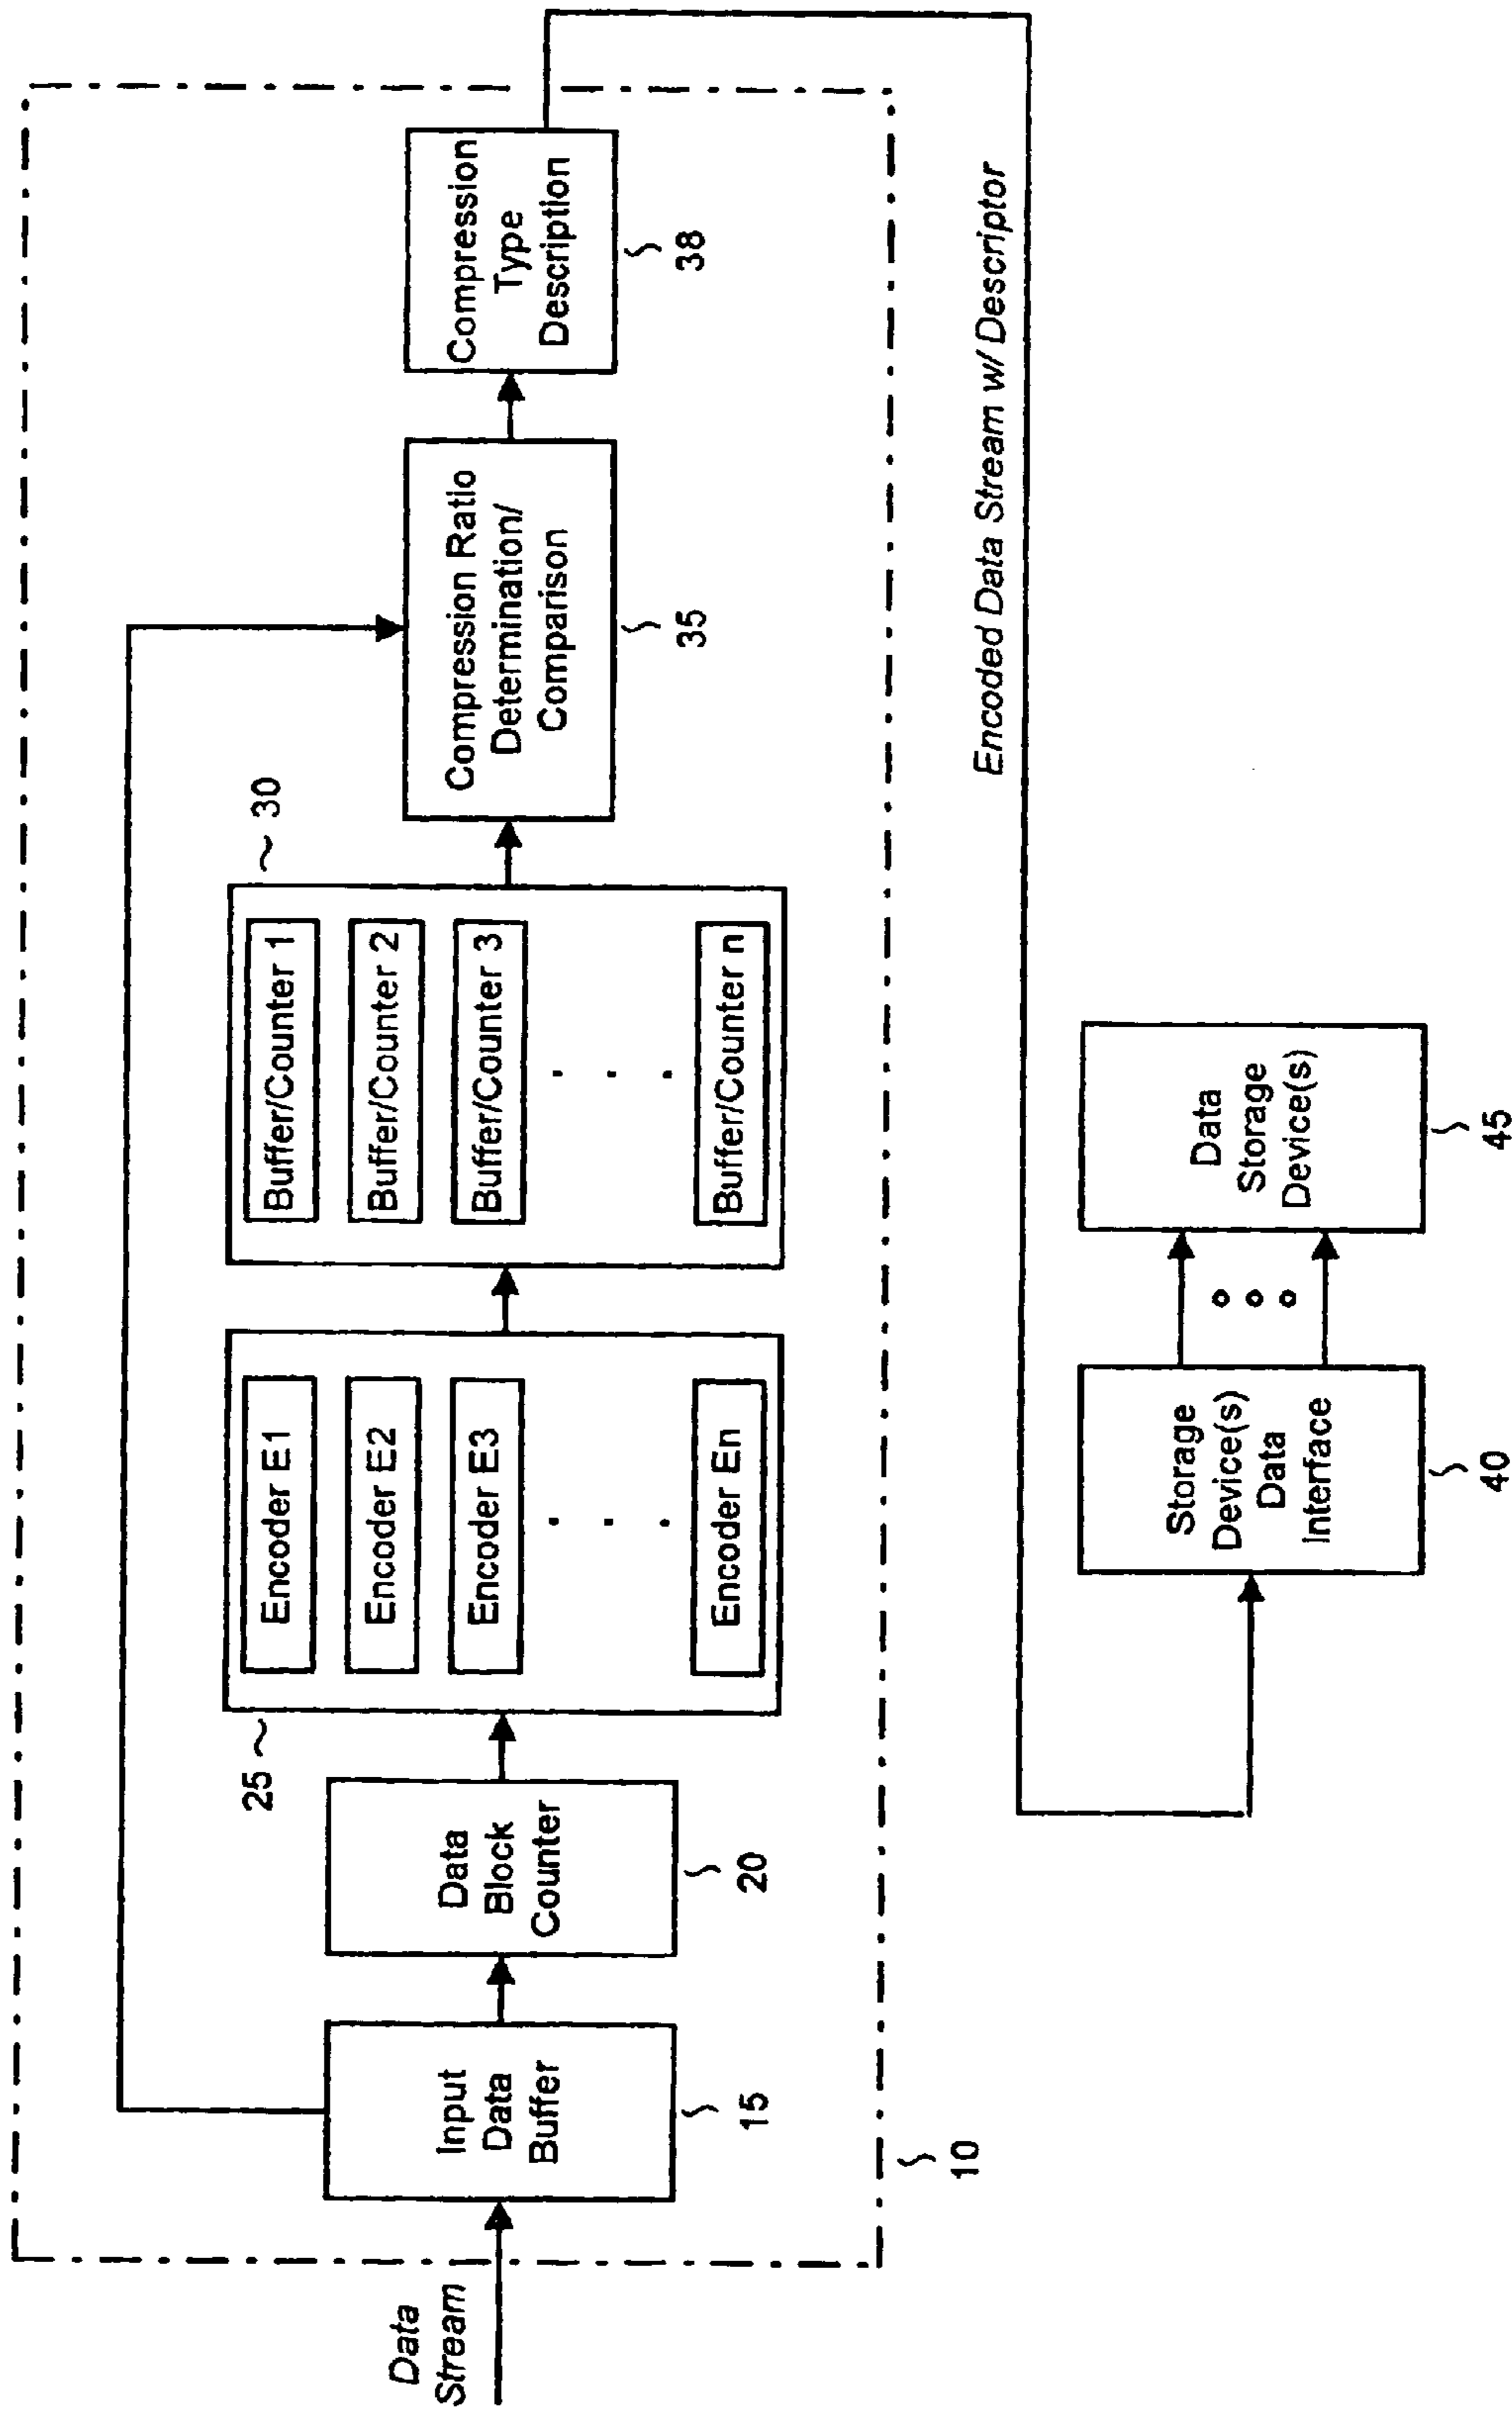 Data
Stream
Input
Data
Buffer
15
10
Data
Block
Counter
20
25
Encoder E1
Encoder E2
Encoder E3
Encoder En
30
Buffer/Counter 1
Buffer/Counter 2
Buffer/Counter 3
Buffer/Counter n
Compression Ratio
Determination/
Comparison
35
Compression
Type
Description
38
Encoded Data Stream w/ Descriptor
Storage
Device(s)
Data
Interface
40
Data
Storage
Device(s)
45